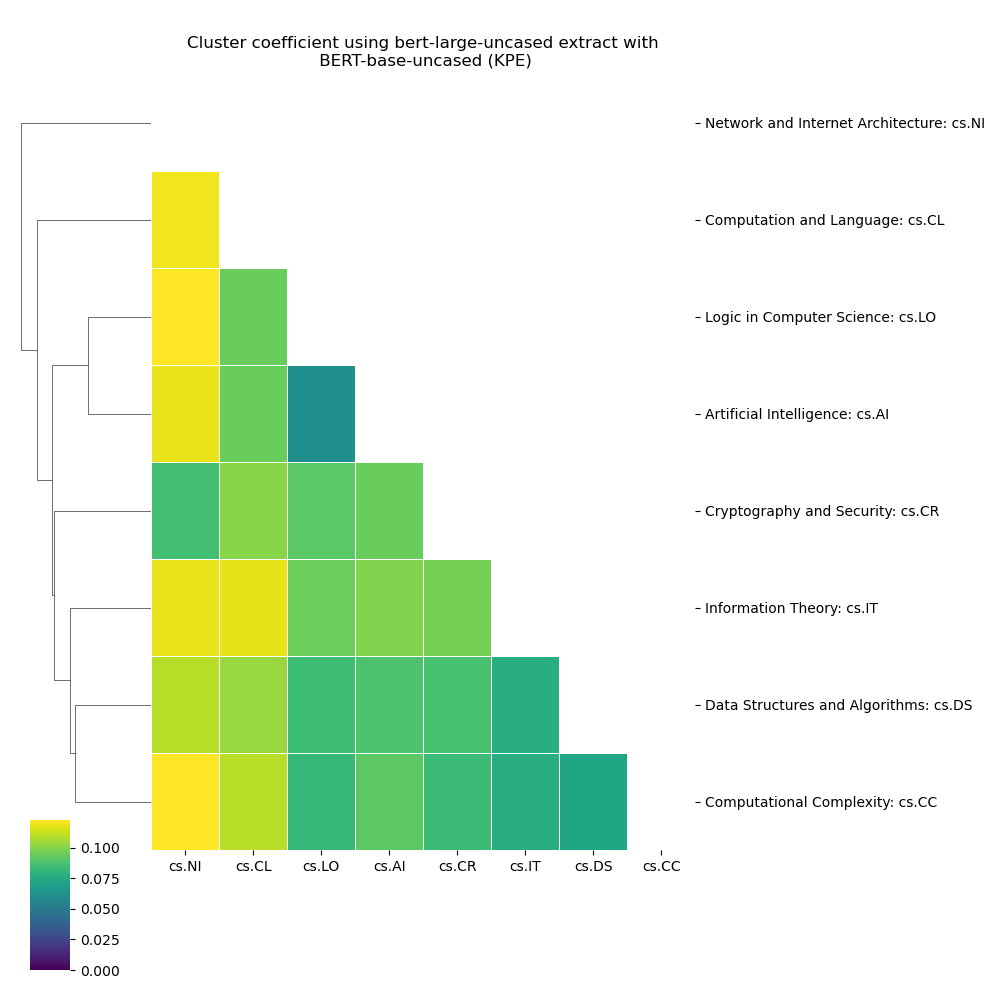 Cluster coefficient using bert-large-uncased extract with
BERT-base-uncased (KPE)
Network and Internet Architecture: cs.NI
Computation and Language: cs.CL
Logic in Computer Science: cs.LO
Artificial Intelligence: cs.AI
Cryptography and Security: cs.CR
Information Theory: cs.IT
Data Structures and Algorithms: cs.DS
Computational Complexity: cs.CC
cs.NI cs.CL cs.LO cs.AI cs.CR cs.IT cs.DS cs.CC
0.100
0.075
0.050
0.025
0.000